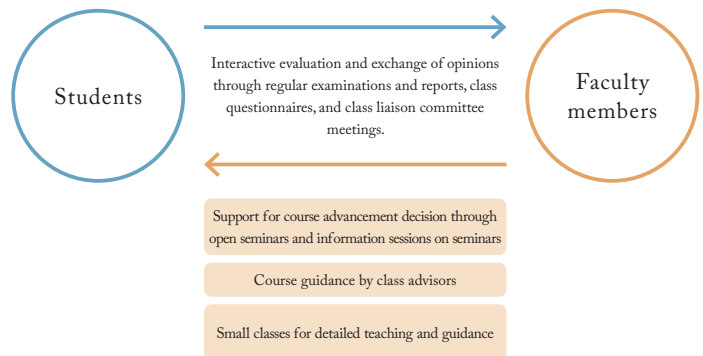 Students
Interactive evaluation and exchange of opinions
through regular examinations and reports, class
questionnaires, and class liaison committee
meetings.
Faculty
members
Support for course advancement decision through
open seminars and information sessions on seminars
Course guidance by class advisors
Small classes for detailed teaching and guidance